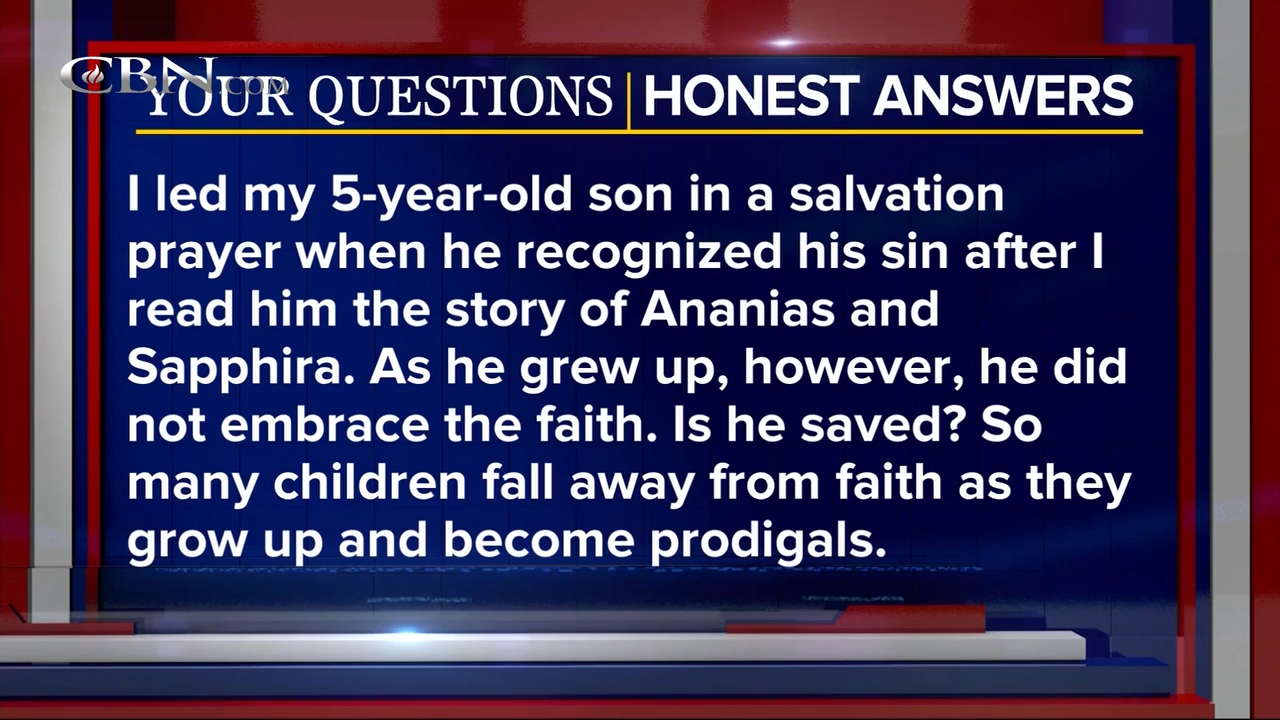 CBN.COM
YOUR QUESTIONS | HONEST ANSWERS
I led my 5-year-old son in a salvation
prayer when he recognized his sin after I
read him the story of Ananias and
Sapphira. As he grew up, however, he did
not embrace the faith. Is he saved? So
many children fall away from faith as they
grow up and become prodigals.